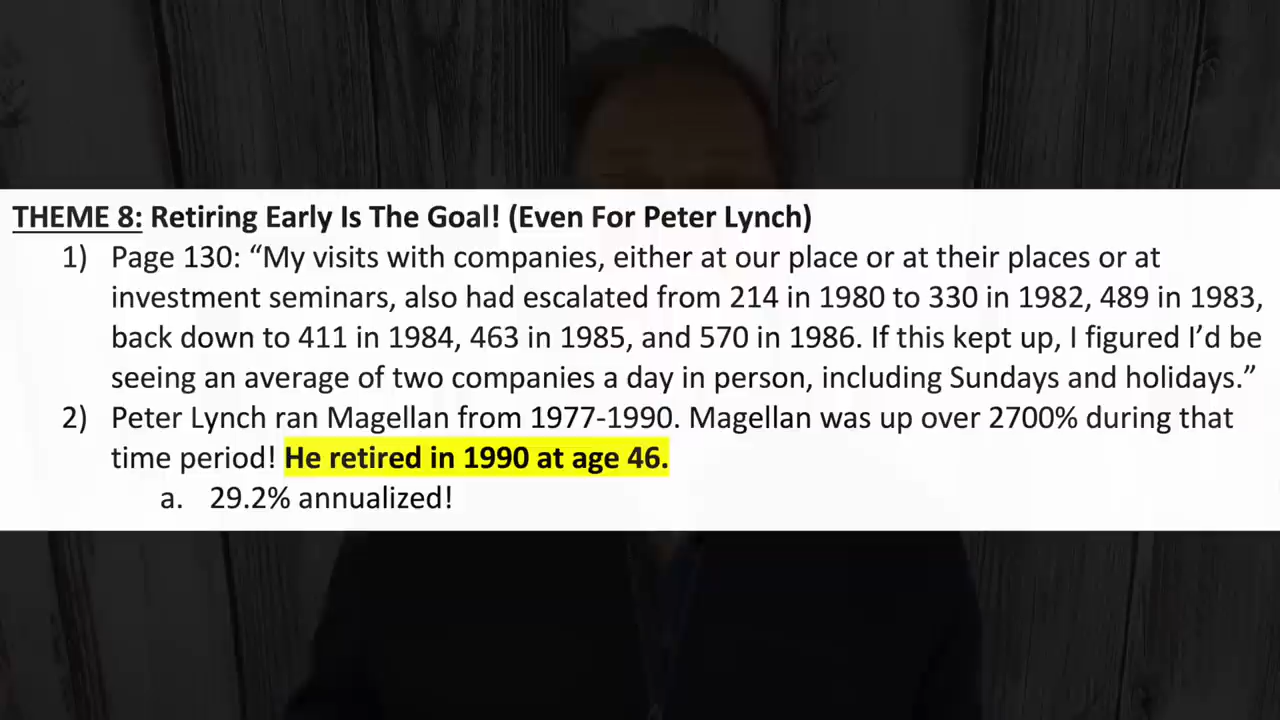 THEME 8: Retiring Early Is The Goal! (Even For Peter Lynch)
1) Page 130: “My visits with companies, either at our place or at their places or at
investment seminars, also had escalated from 214 in 1980 to 330 in 1982, 489 in 1983,
back down to 411 in 1984, 463 in 1985, and 570 in 1986. If this kept up, I figured I’d be
seeing an average of two companies a day in person, including Sundays and holidays.”
2) Peter Lynch ran Magellan from 1977-1990. Magellan was up over 2700% during that
time period! He retired in 1990 at age 46.
a. 29.2% annualized!